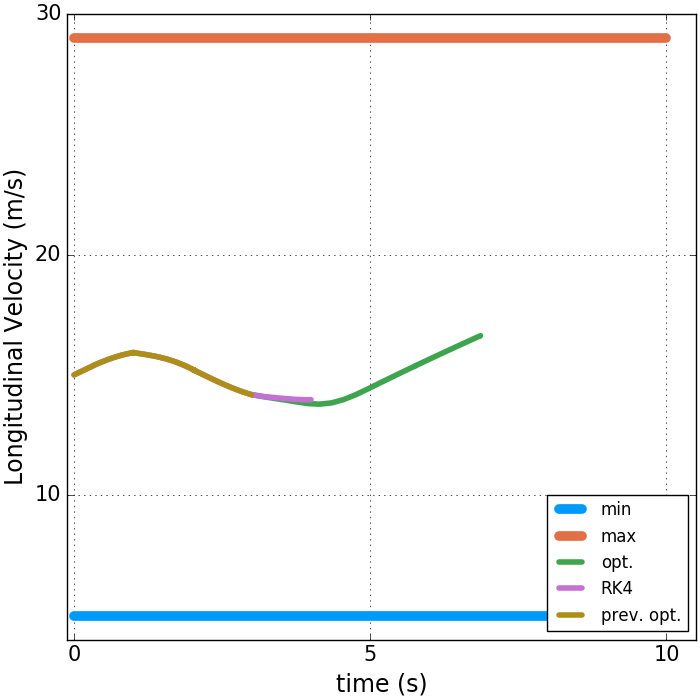 30
20
10
Longitudinal Velocity (m/s)
0
5
10
time (s)
min
max
opt.
RK4
prev. opt.